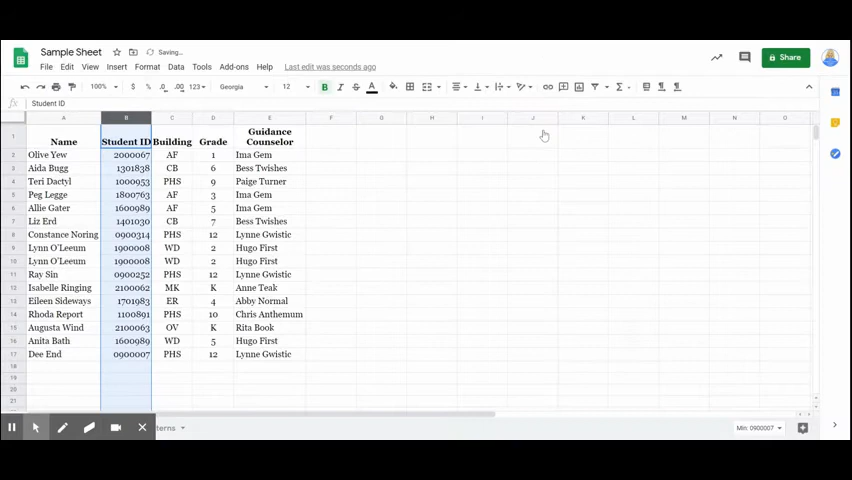 Sample Sheet Saving...
File Edit View Insert Format Data Tools Add-ons Help Last edit was seconds ago
Share
100% $ % .0 .00 123 Georgia 12 B I S A
fx Student ID
A B C D E F G H I J K L M N O
1 Name Student ID Building Grade Guidance Counselor
2 Olive Yew 2000067 AF 1 Ima Gem
3 Aida Bugg 1301838 CB 6 Bess Twishes
4 Teri Dactyl 1000953 PHS 9 Paige Turner
5 Peg Legge 1800763 AF 3 Ima Gem
6 Allie Gater 1600989 AF 5 Ima Gem
7 Liz Erd 1401030 CB 7 Bess Twishes
8 Constance Noring 0900314 PHS 12 Lynne Gwistic
9 Lynn O'Leeum 1900008 WD 2 Hugo First
10 Lynn O'Leeum 1900008 WD 2 Hugo First
11 Ray Sin 0900252 PHS 12 Lynne Gwistic
12 Isabelle Ringing 2100062 MK K Anne Teak
13 Eileen Sideways 1701983 ER 4 Abby Normal
14 Rhoda Report 1100891 PHS 10 Chris Anthemum
15 Augusta Wind 2100063 OV K Rita Book
16 Anita Bath 1600989 WD 5 Hugo First
17 Dee End 0900007 PHS 12 Lynne Gwistic
18
19
20
21
terns
Min: 0900007